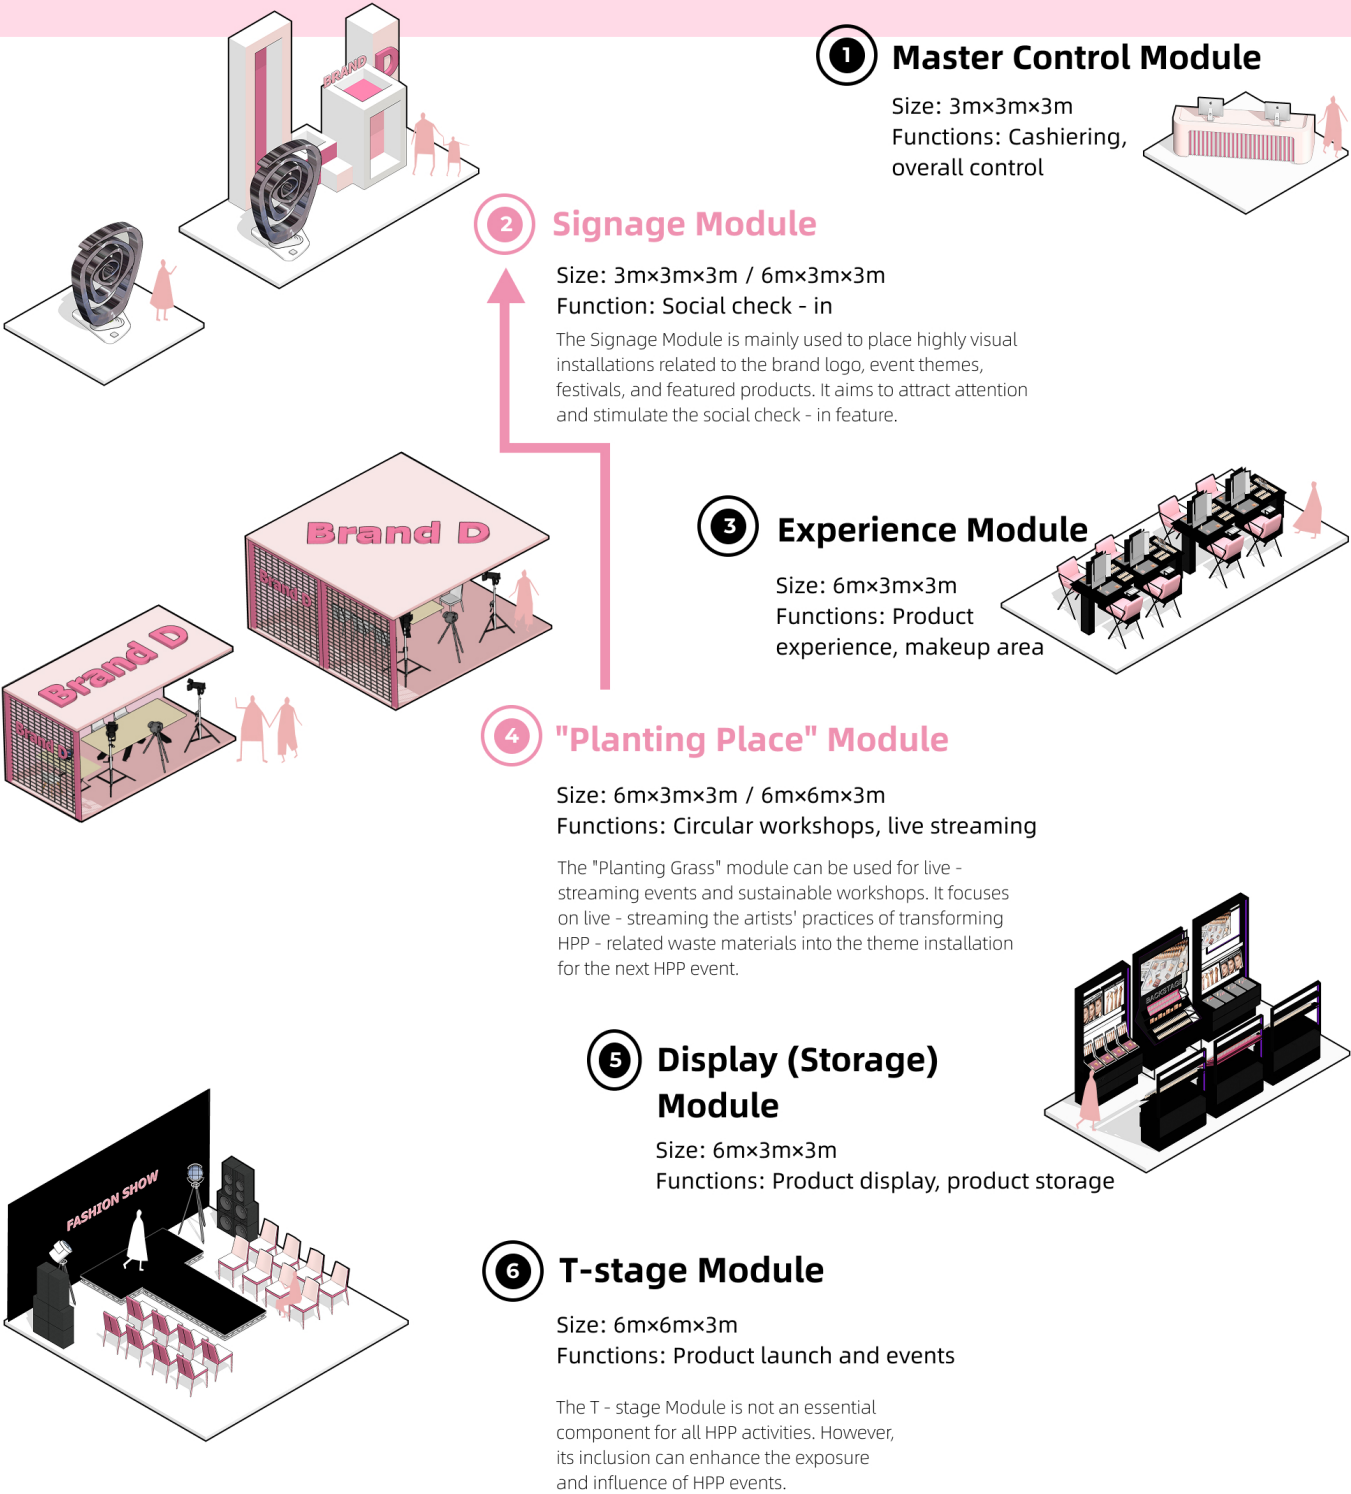 BRAND
D
1
Master Control Module
Size: 3m×3m×3m
Functions: Cashiering,
overall control
2
Signage Module
Size: 3m×3m×3m / 6m×3m×3m
Function: Social check - in
The Signage Module is mainly used to place highly visual
installations related to the brand logo, event themes,
festivals, and featured products. It aims to attract attention
and stimulate the social check - in feature.
Brand D
Brand D
3
Experience Module
Size: 6m×3m×3m
Functions: Product
experience, makeup area
Brand D
Brand D
4
"Planting Place" Module
Size: 6m×3m×3m / 6m×6m×3m
Functions: Circular workshops, live streaming
The "Planting Grass" module can be used for live -
streaming events and sustainable workshops. It focuses
on live - streaming the artists' practices of transforming
HPP - related waste materials into the theme installation
for the next HPP event.
BACKSTAGE
5
Display (Storage)
Module
Size: 6m×3m×3m
Functions: Product display, product storage
FASHION SHOW
6
T-stage Module
Size: 6m×6m×3m
Functions: Product launch and events
The T - stage Module is not an essential
component for all HPP activities. However,
its inclusion can enhance the exposure
and influence of HPP events.